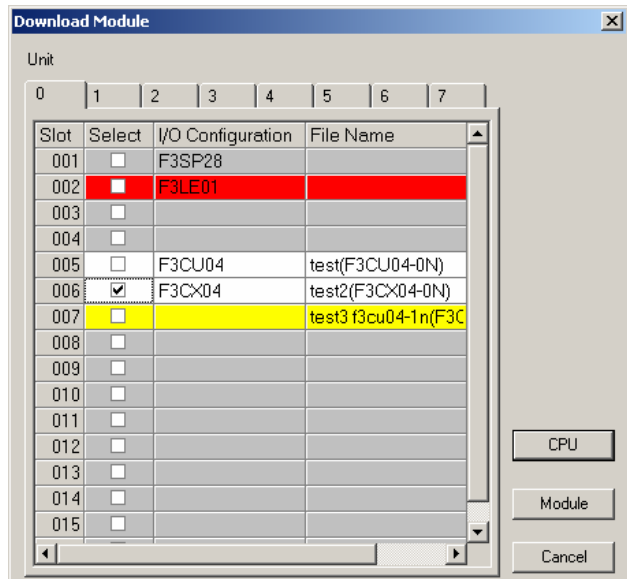 Download Module
Unit
0 1 2 3 4 5 6 7
Slot Select I/O Configuration File Name
001 F3SP28
002 F3LE01
003
004
005 F3CU04 test(F3CU04-0N)
006 F3CX04 test2(F3CX04-0N)
007 test3 f3cu04-1n(F3C
008
009
010
011
012
013
014
015
CPU
Module
Cancel